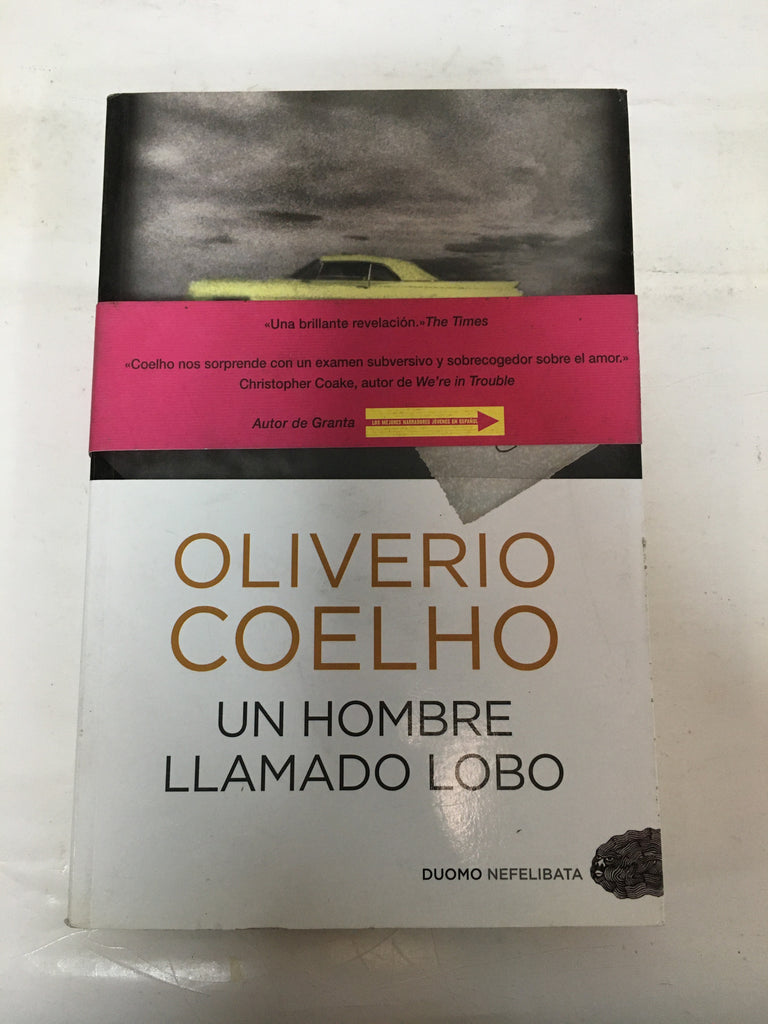 «Una brillante revelación.»The Times
«Coelho nos sorprende con un examen subversivo y sobrecogedor sobre el amor.»
Christopher Coake, autor de We're in Trouble
Autor de Granta LOS MEJORES NARRADORES JÓVENES EN ESPAÑOL
OLIVERIO
COELHO
UN HOMBRE
LLAMADO LOBO
DUOMO NEFELIBATA